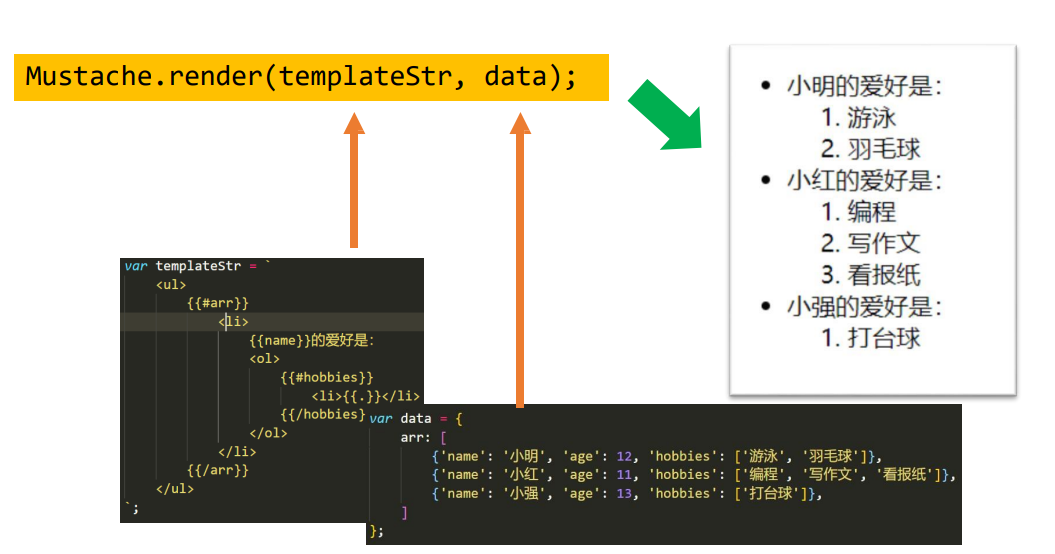 Mustache.render(templateStr, data);
• 小明的爱好是：
1. 游泳
2. 羽毛球
• 小红的爱好是：
1. 编程
2. 写作文
3. 看报纸
• 小强的爱好是：
1. 打台球
var templateStr = `
<ul>
{{#arr}}
<li>
{{name}}的爱好是：
<ol>
{{#hobbies}}
<li>{{.}}</li>
{{/hobbies}
</ol>
</li>
{{/arr}}
</ul>
`;
var data = {
arr: [
{'name': '小明', 'age': 12, 'hobbies': ['游泳', '羽毛球']},
{'name': '小红', 'age': 11, 'hobbies': ['编程', '写作文', '看报纸']},
{'name': '小强', 'age': 13, 'hobbies': ['打台球']},
]
};